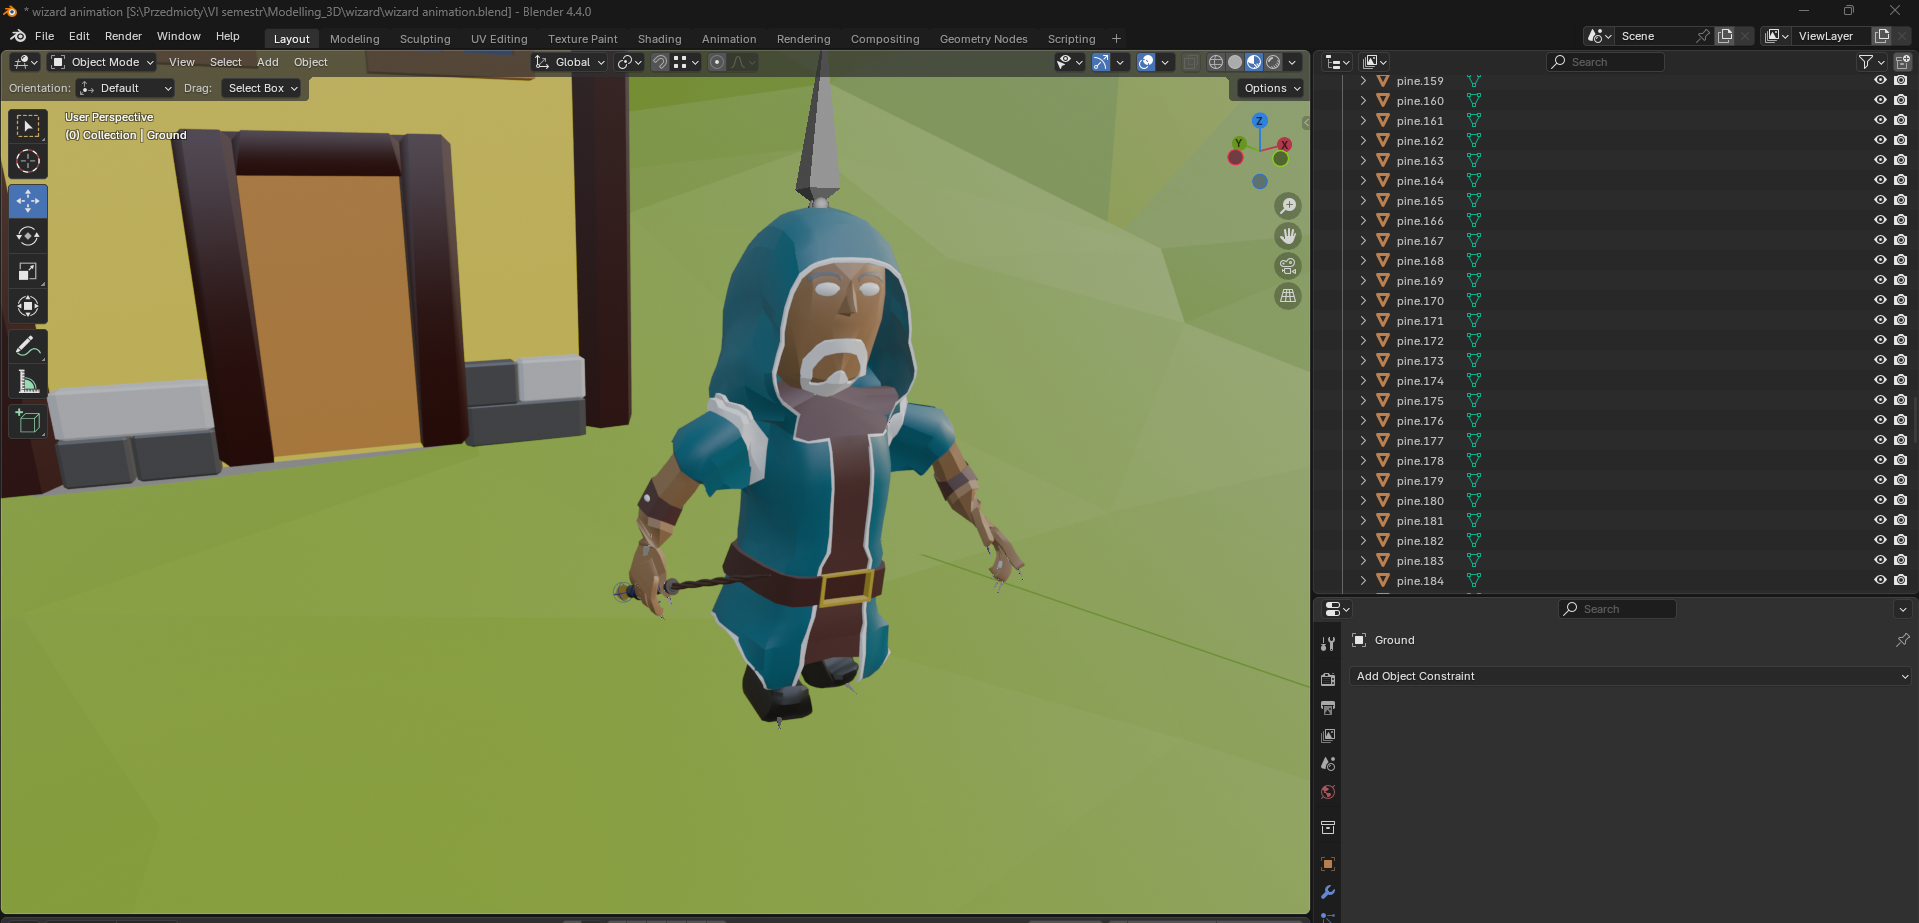 * wizard animation [S:\Przedmioty\VI semestr\Modelling_3D\wizard\wizard animation.blend] - Blender 4.4.0
File Edit Render Window Help Layout Modeling Sculpting UV Editing Texture Paint Shading Animation Rendering Compositing Geometry Nodes Scripting + Scene ViewLayer
Object Mode View Select Add Object Global Search
Orientation: Default Drag: Select Box Options
User Perspective
(0) Collection | Ground
Z
Y
X
pine.159
pine.160
pine.161
pine.162
pine.163
pine.164
pine.165
pine.166
pine.167
pine.168
pine.169
pine.170
pine.171
pine.172
pine.173
pine.174
pine.175
pine.176
pine.177
pine.178
pine.179
pine.180
pine.181
pine.182
pine.183
pine.184
Search
Ground
Add Object Constraint